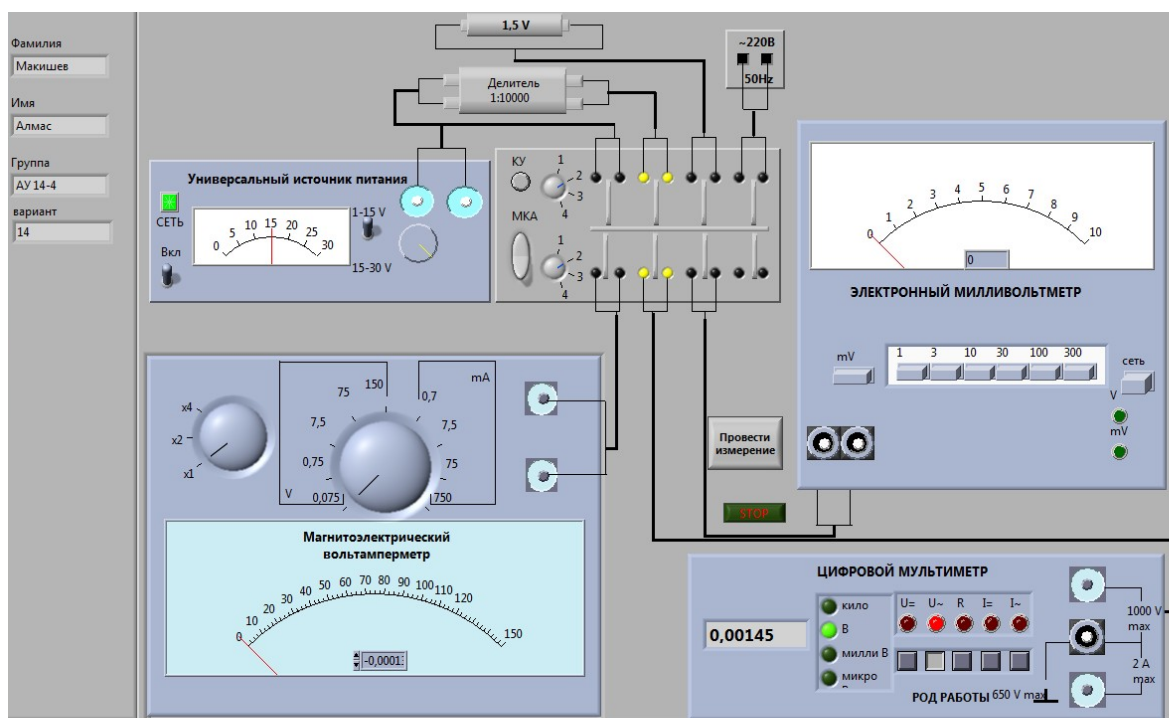 Фамилия
Макишев
Имя
Алмас
Группа
АУ 14-4
вариант
14
1,5 V
Делитель
1:10000
~220В
50Hz
Универсальный источник питания
СЕТЬ
Вкл
0 5 10 15 20 25 30
1-15 V
15-30 V
КУ
1
2
3
4
МКА
1
2
3
4
0 1 2 3 4 5 6 7 8 9 10
0
ЭЛЕКТРОННЫЙ МИЛЛИВОЛЬТМЕТР
mV
1 3 10 30 100 300
сеть
V
mV
x4
x2
x1
75 150
7,5
0,75
V 0,075
mA
0,7
7,5
75
750
Провести
измерение
STOP
Магнитоэлектрический
вольтамперметр
0 10 20 30 40 50 60 70 80 90 100 110 120 150
-0,0001
ЦИФРОВОЙ МУЛЬТИМЕТР
0,00145
кило
В
милли В
микро
U= U~ R I= I~
РОД РАБОТЫ
650 V max
1000 V
max
2 A
max